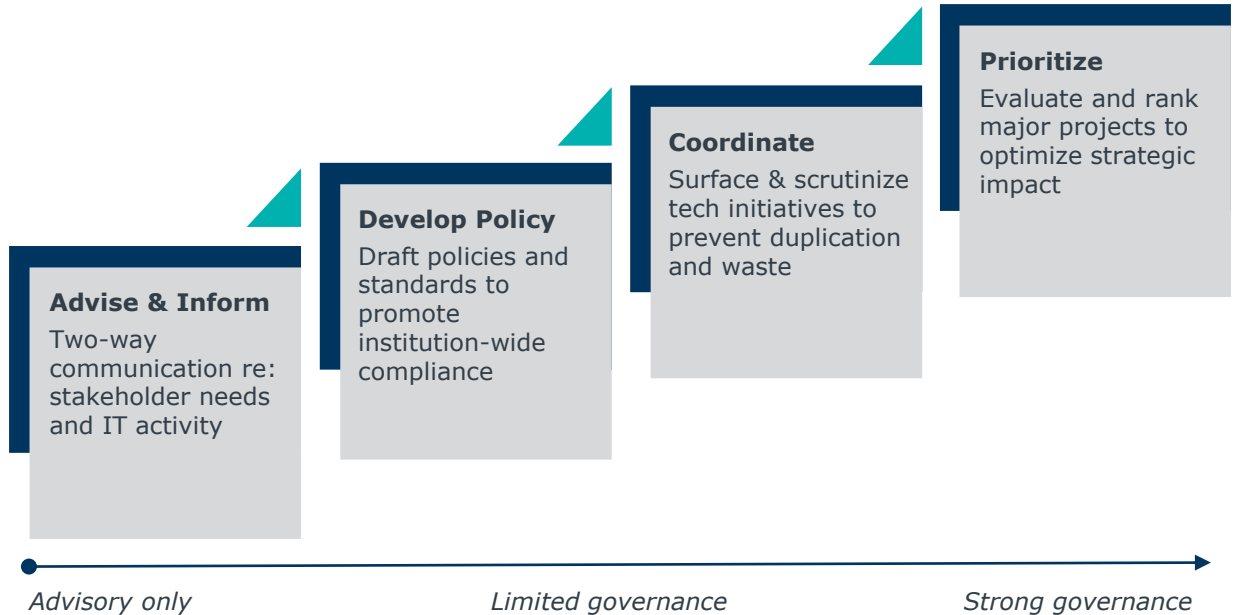 Advise & Inform
Two-way
communication re:
stakeholder needs
and IT activity
Develop Policy
Draft policies and
standards to
promote
institution-wide
compliance
Coordinate
Surface & scrutinize
tech initiatives to
prevent duplication
and waste
Prioritize
Evaluate and rank
major projects to
optimize strategic
impact
Advisory only
Limited governance
Strong governance